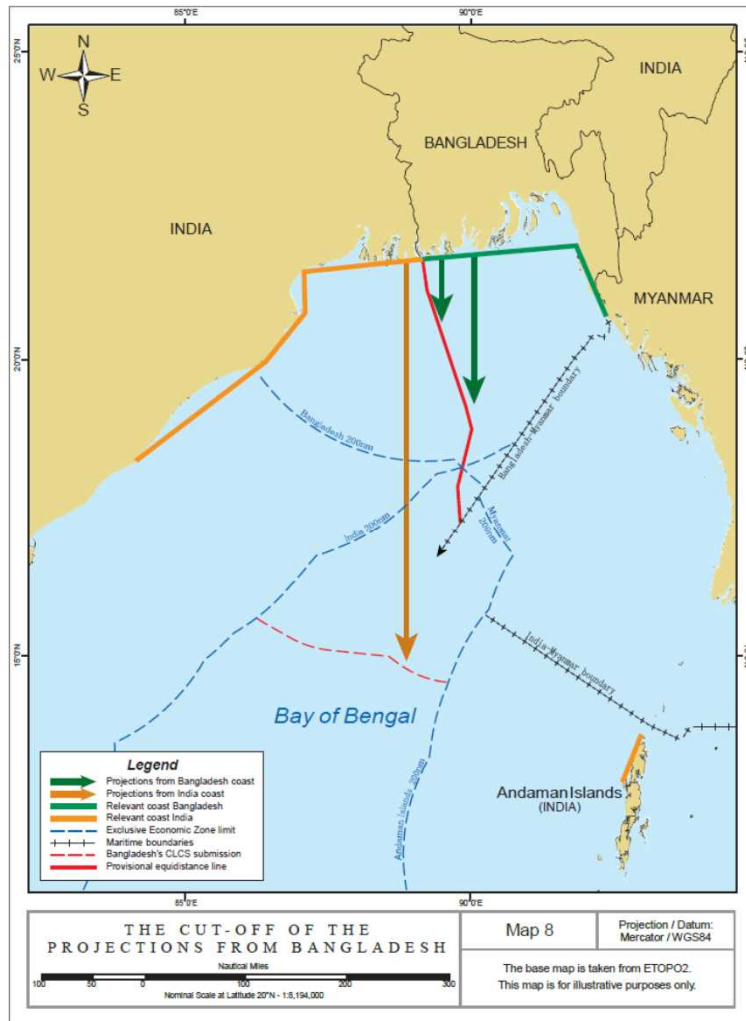 85°0'E 90°0'E
25°0'N
N
W E
S
INDIA
BANGLADESH
INDIA
MYANMAR
20°0'N
Bangladesh 200nm
Bangladesh-Myanmar boundary
India 200nm
Myanmar
200nm
15°0'N
India-Myanmar boundary
Bay of Bengal
Andaman Islands 200nm
Andaman Islands
(INDIA)
Legend
Projections from Bangladesh coast
Projections from India coast
Relevant coast Bangladesh
Relevant coast India
Exclusive Economic Zone limit
Maritime boundaries
Bangladesh's CLCS submission
Provisional equidistance line
85°0'E 90°0'E
THE CUT-OFF OF THE
PROJECTIONS FROM BANGLADESH
Nautical Miles
100 50 0 100 200 300
Nominal Scale at Latitude 20°N - 1:8,194,000
Map 8
Projection / Datum:
Mercator / WGS84
The base map is taken from ETOPO2.
This map is for illustrative purposes only.